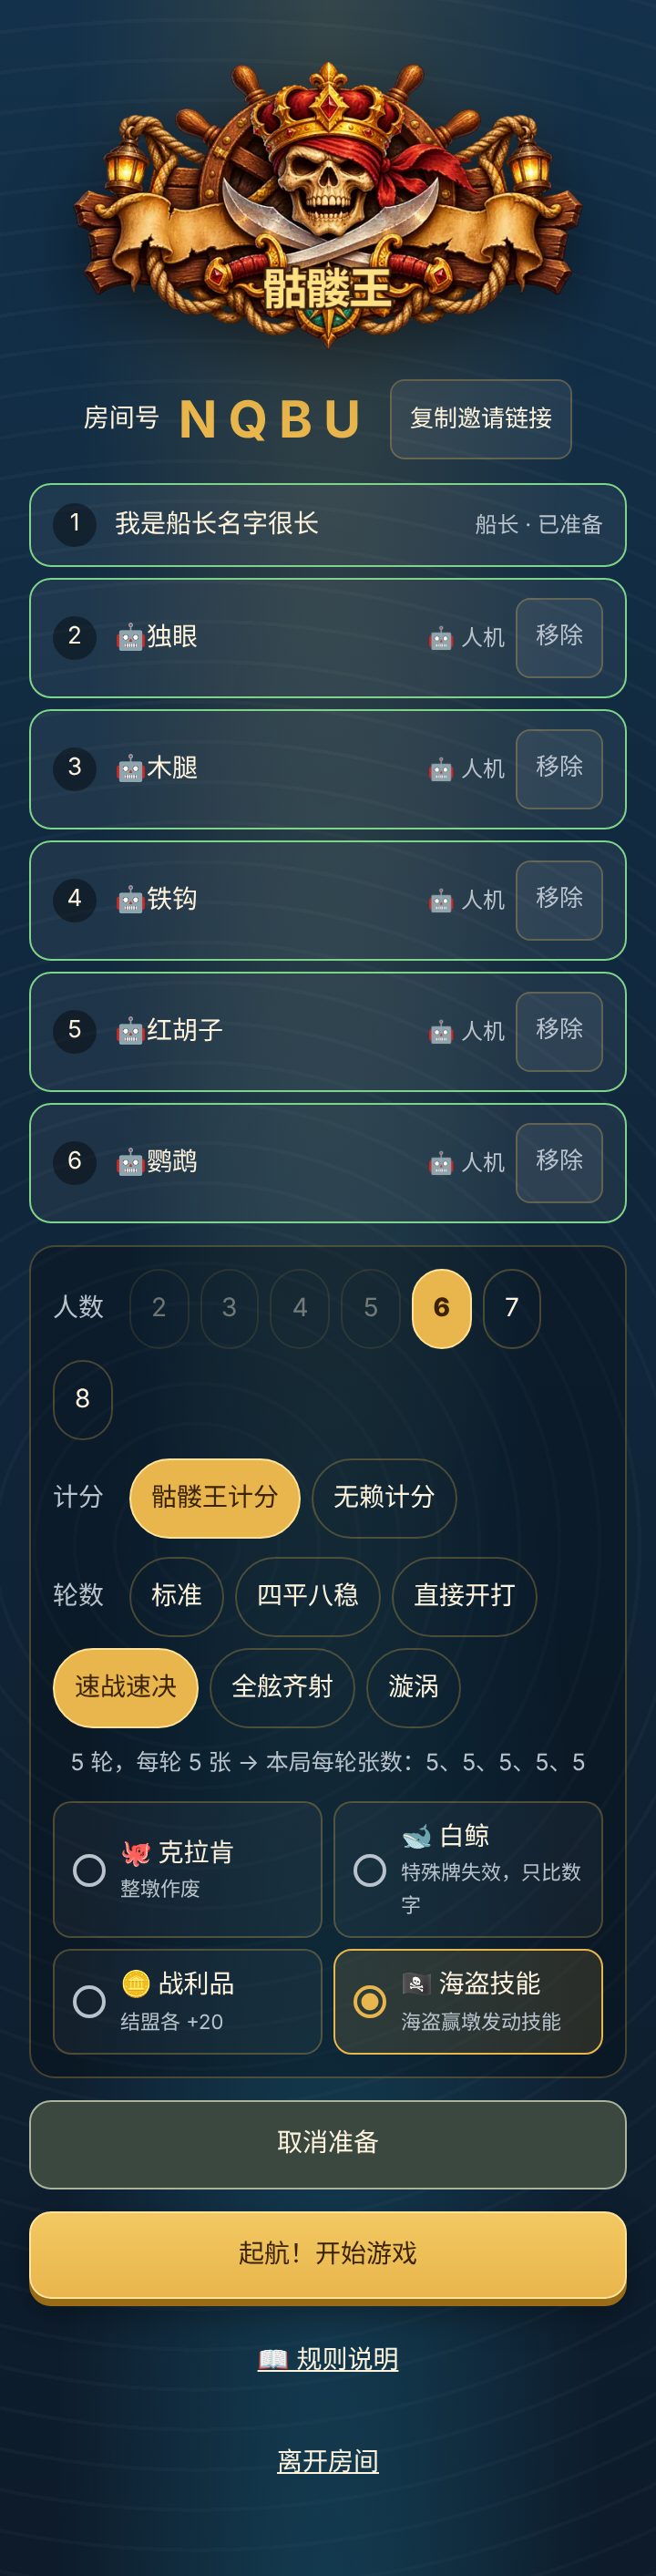 骷髅王
房间号 NQBU 复制邀请链接
1 我是船长名字很长 船长 · 已准备
2 🤖独眼 🤖 人机 移除
3 🤖木腿 🤖 人机 移除
4 🤖铁钩 🤖 人机 移除
5 🤖红胡子 🤖 人机 移除
6 🤖鹦鹉 🤖 人机 移除
人数 2 3 4 5 6 7
8
计分 骷髅王计分 无赖计分
轮数 标准 四平八稳 直接开打
速战速决 全舷齐射 漩涡
5 轮，每轮 5 张 → 本局每轮张数：5、5、5、5、5
🐙 克拉肯
整墩作废
🐋 白鲸
特殊牌失效，只比数
字
🪙 战利品
结盟各 +20
🏴‍☠️ 海盗技能
海盗赢墩发动技能
取消准备
起航！开始游戏
📖 规则说明
离开房间